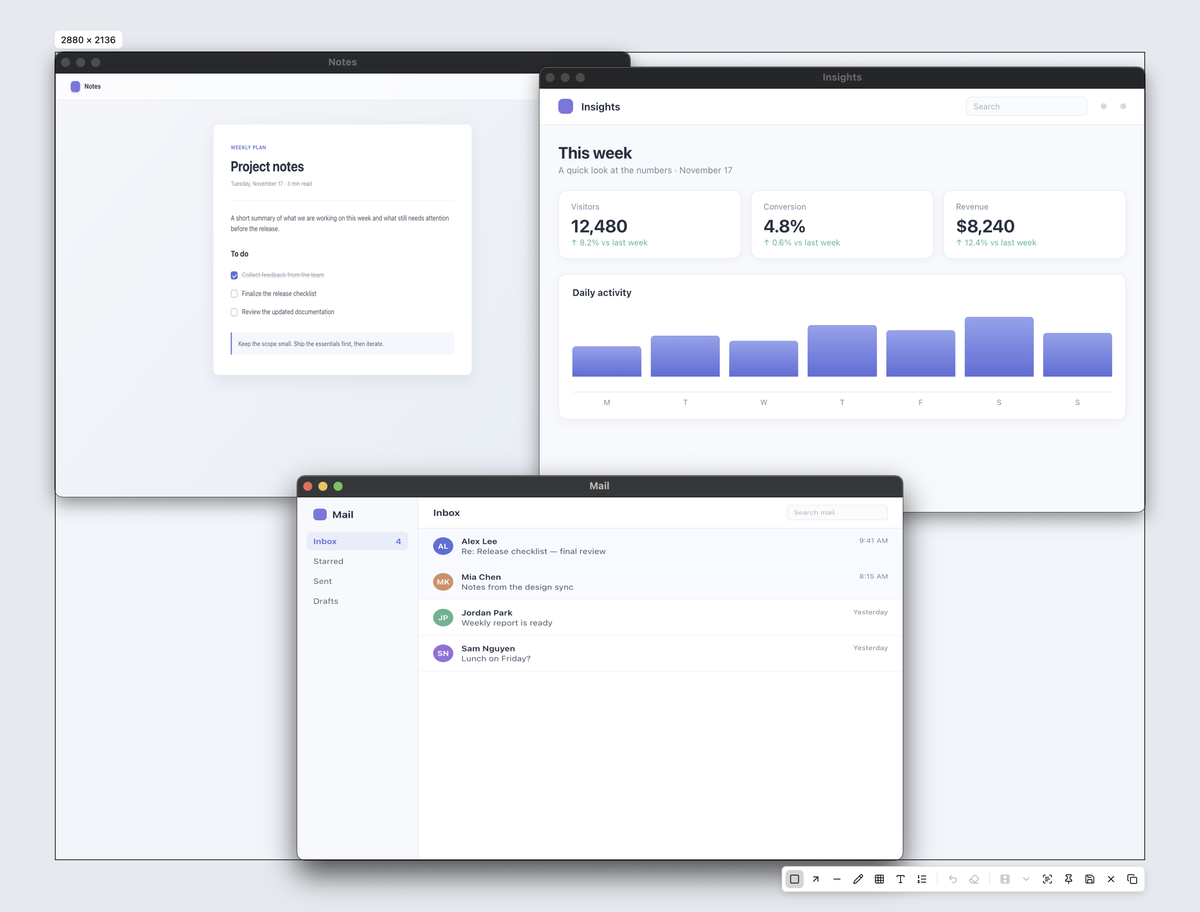 2880 × 2136
Notes
Notes
WEEKLY PLAN
Project notes
Tuesday, November 17 · 3 min read
A short summary of what we are working on this week and what still needs attention
before the release.
To do
Collect feedback from the team
Finalize the release checklist
Review the updated documentation
Keep the scope small. Ship the essentials first, then iterate.
Insights
Insights
Search
This week
A quick look at the numbers · November 17
Visitors
12,480
↑ 8.2% vs last week
Conversion
4.8%
↑ 0.6% vs last week
Revenue
$8,240
↑ 12.4% vs last week
Daily activity
M T W T F S S
Mail
Mail
Inbox 4
Starred
Sent
Drafts
Inbox
Search mail
AL
Alex Lee
9:41 AM
Re: Release checklist — final review
MK
Mia Chen
8:15 AM
Notes from the design sync
JP
Jordan Park
Yesterday
Weekly report is ready
SN
Sam Nguyen
Yesterday
Lunch on Friday?